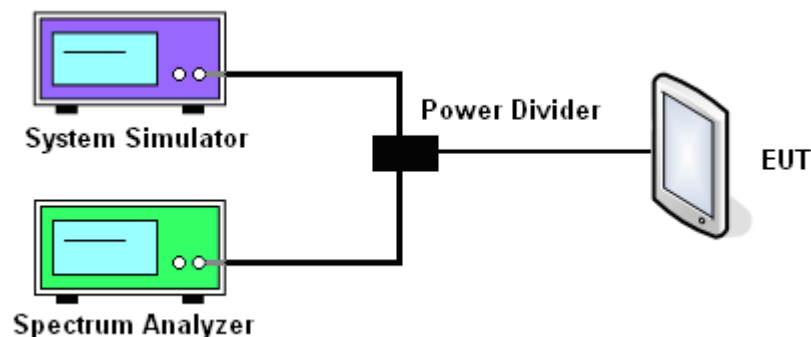 System Simulator
Power Divider
EUT
Spectrum Analyzer